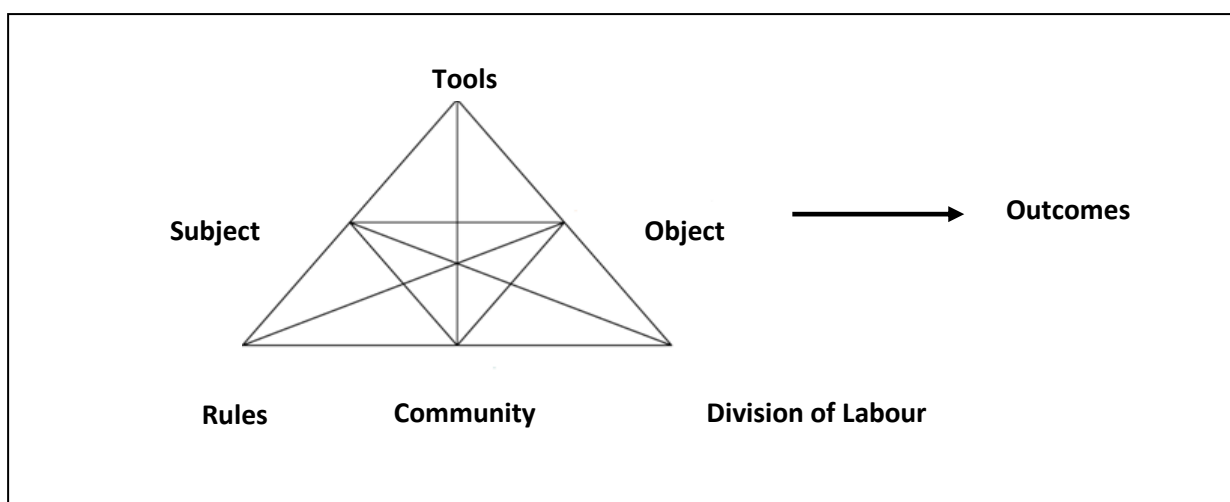 Tools
Subject
Object
Outcomes
Rules
Community
Division of Labour